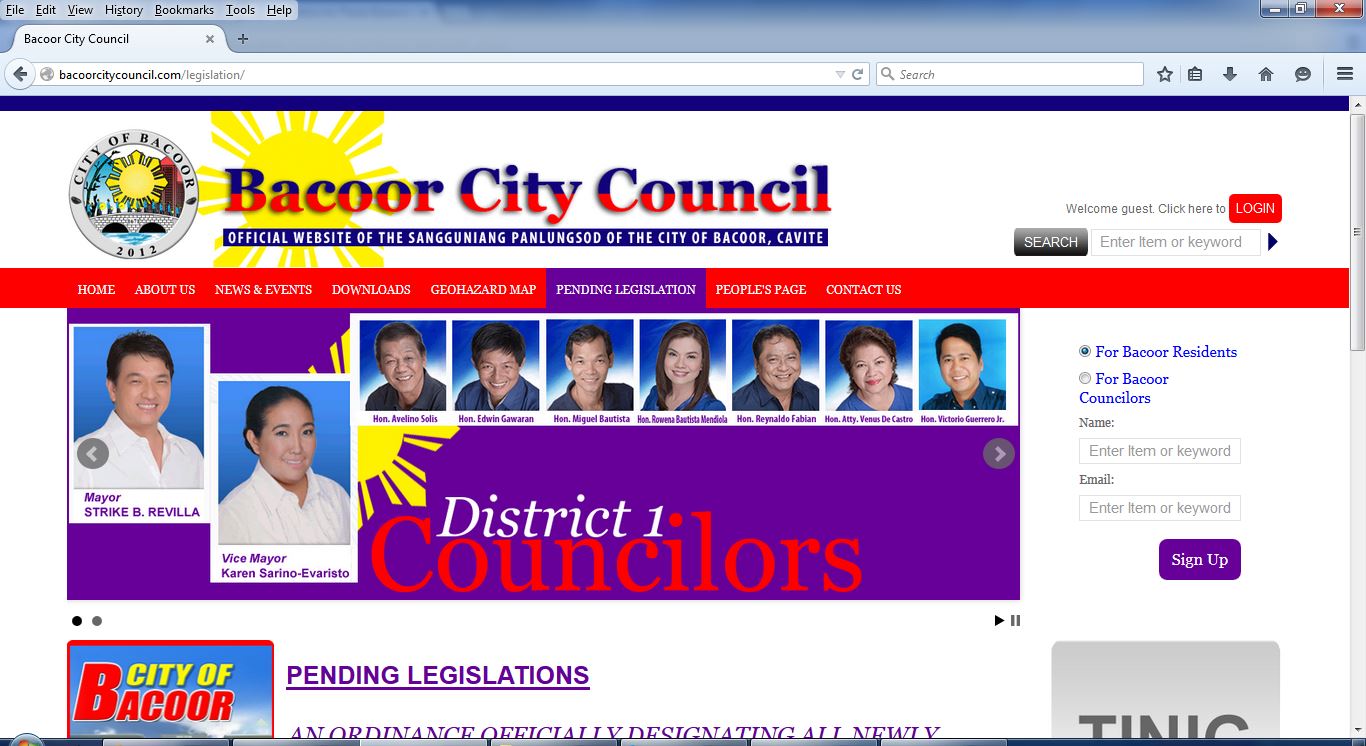 File Edit View History Bookmarks Tools Help
Bacoor City Council
bacoorcitycouncil.com/legislation/
Search
CITY OF BACOOR
2012
Bacoor City Council
OFFICIAL WEBSITE OF THE SANGGUNIANG PANLUNGSOD OF THE CITY OF BACOOR, CAVITE
Welcome guest. Click here to LOGIN
SEARCH Enter Item or keyword
HOME ABOUT US NEWS & EVENTS DOWNLOADS GEOHAZARD MAP PENDING LEGISLATION PEOPLE'S PAGE CONTACT US
Hon. Avelino Solis Hon. Edwin Gawaran Hon. Miguel Bautista Hon. Rowena Bautista Mendiola Hon. Reynaldo Fabian Hon. Atty. Venus De Castro Hon. Victorio Guerrero Jr.
Mayor
STRIKE B. REVILLA
Vice Mayor
Karen Sarino-Evaristo
District 1
Councilors
For Bacoor Residents
For Bacoor
Councilors
Name:
Enter Item or keyword
Email:
Enter Item or keyword
Sign Up
CITY OF
BACOOR
PENDING LEGISLATIONS
AN ORDINANCE OFFICIALLY DESIGNATING ALL NEWLY
TINIG